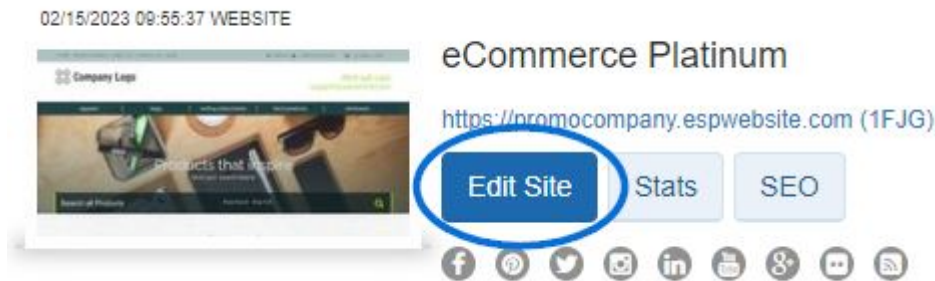 02/15/2023 09:55:37 WEBSITE
eCommerce Platinum
Company Logo
https://promocompany.espwebsite.com (1FJG)
Products that inspire
Edit Site
Stats
SEO
Search all Products